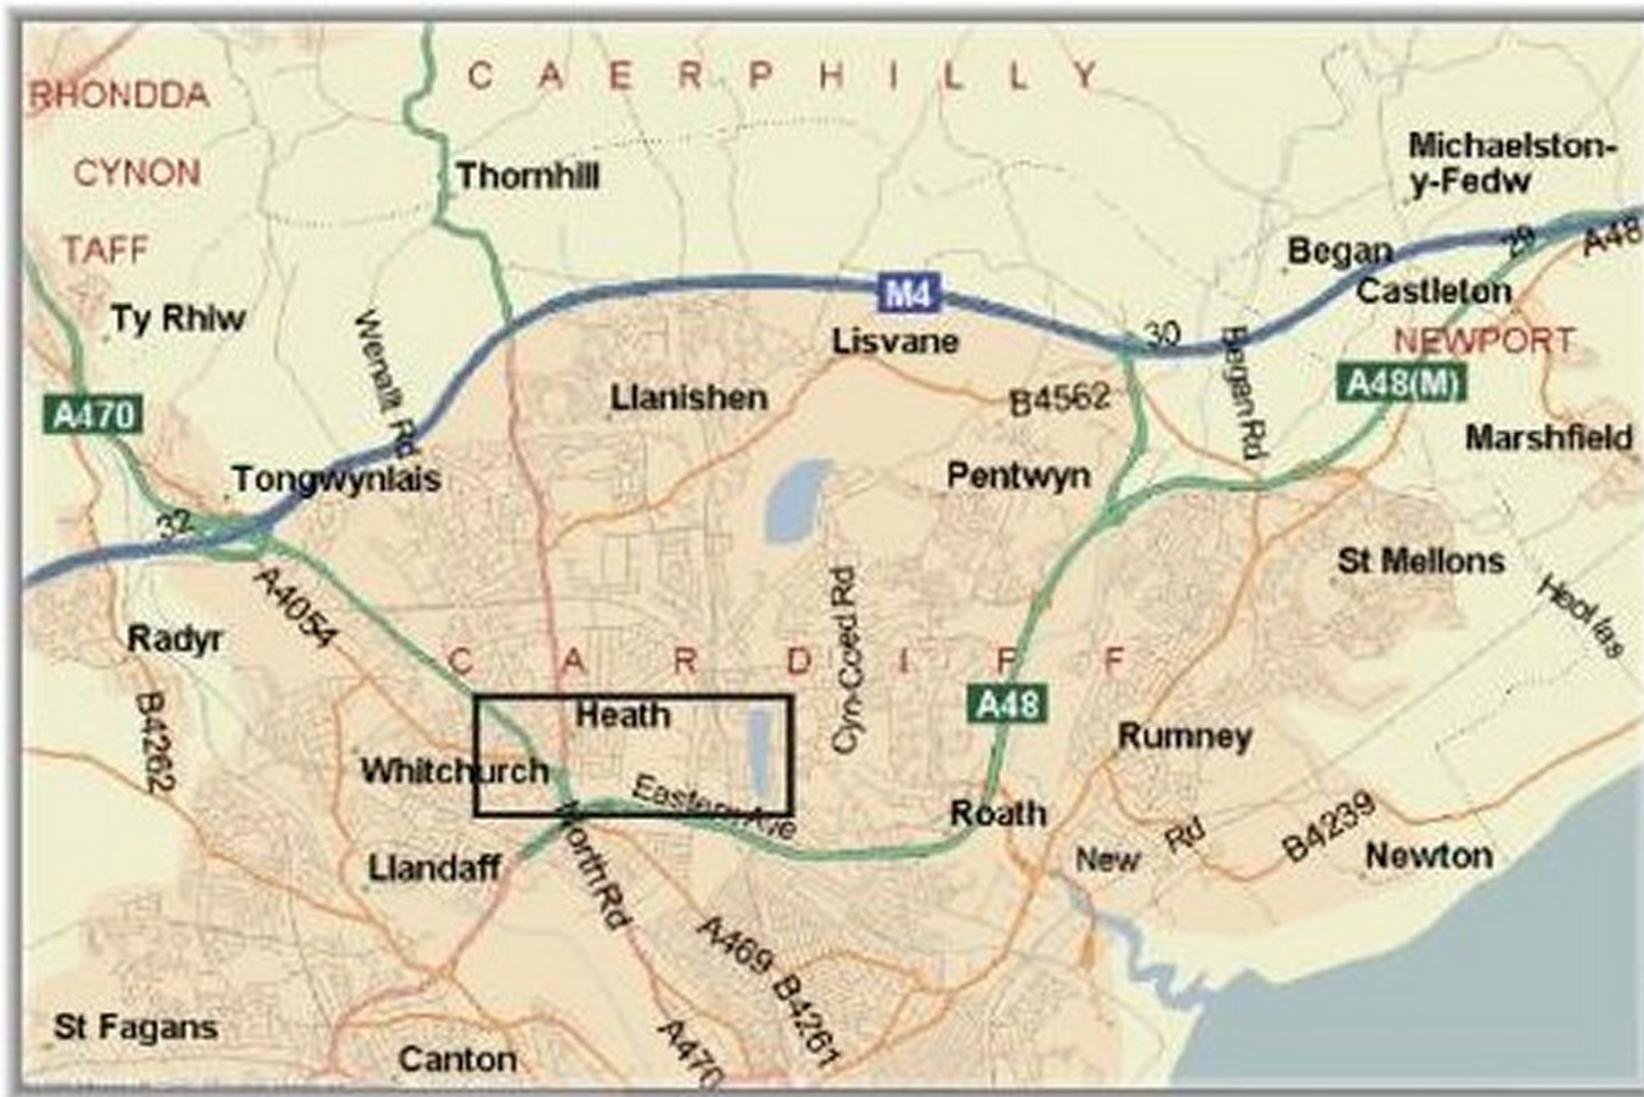 CAERPHILLY
RHONDDA
CYNON
TAFF
Thornhill
Michaelston-
y-Fedw
Began
29
A48
Castleton
M4
Ty Rhiw
Wenallt Rd
Lisvane
30
Began Rd
NEWPORT
A48(M)
Llanishen
B4562
A470
Marshfield
Tongwynlais
Pentwyn
32
St Mellons
A4054
Cyn-Coed Rd
Heol las
Radyr
CARDIFF
B4262
Heath
A48
Rumney
Whitchurch
Eastern Ave
Roath
North Rd
New
Rd
B4239
Newton
Llandaff
A469
B4261
St Fagans
Canton
A470